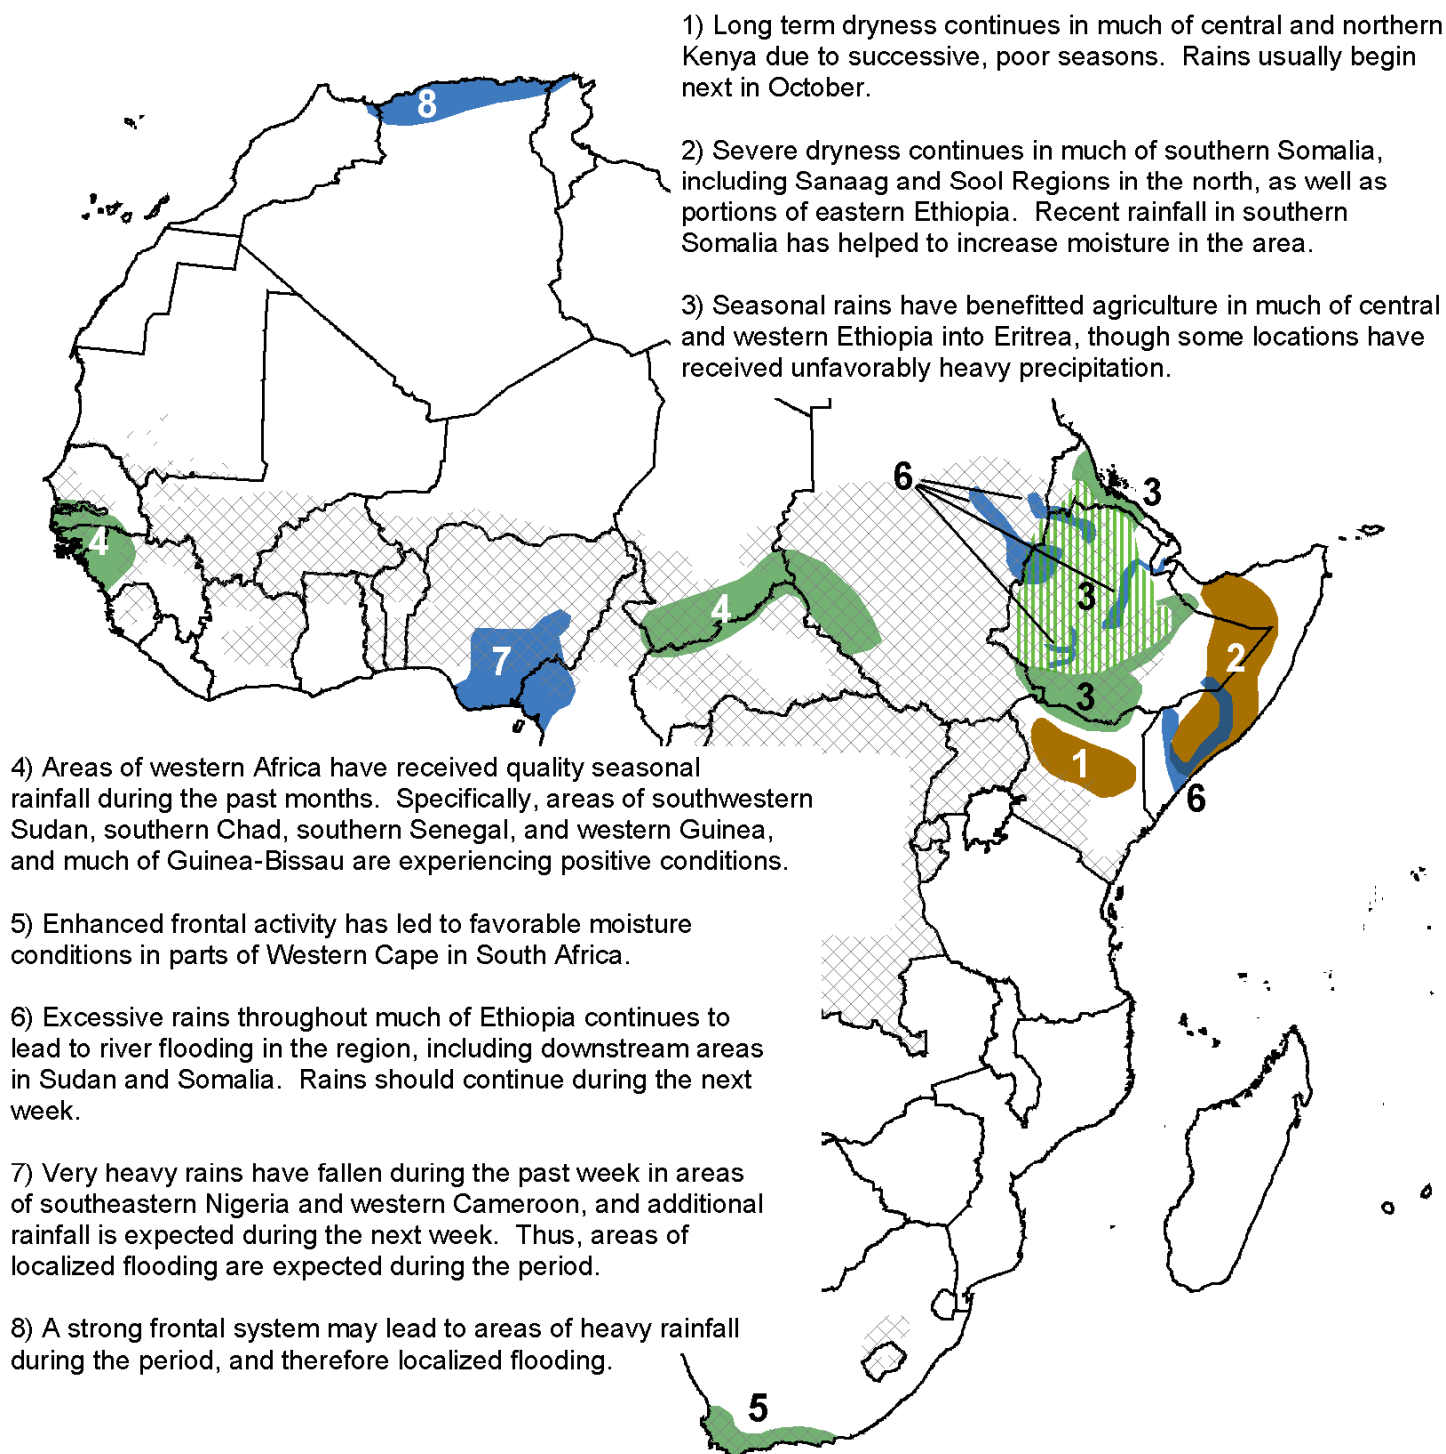 1) Long term dryness continues in much of central and northern
Kenya due to successive, poor seasons.  Rains usually begin
next in October.
2) Severe dryness continues in much of southern Somalia,
including Sanaag and Sool Regions in the north, as well as
portions of eastern Ethiopia.  Recent rainfall in southern
Somalia has helped to increase moisture in the area.
3) Seasonal rains have benefitted agriculture in much of central
and western Ethiopia into Eritrea, though some locations have
received unfavorably heavy precipitation.
8
6
3
4
3
4
7
2
3
1
6
4) Areas of western Africa have received quality seasonal
rainfall during the past months.  Specifically, areas of southwestern
Sudan, southern Chad, southern Senegal, and western Guinea,
and much of Guinea-Bissau are experiencing positive conditions.
5) Enhanced frontal activity has led to favorable moisture
conditions in parts of Western Cape in South Africa.
6) Excessive rains throughout much of Ethiopia continues to
lead to river flooding in the region, including downstream areas
in Sudan and Somalia.  Rains should continue during the next
week.
7) Very heavy rains have fallen during the past week in areas
of southeastern Nigeria and western Cameroon, and additional
rainfall is expected during the next week.  Thus, areas of
localized flooding are expected during the period.
8) A strong frontal system may lead to areas of heavy rainfall
during the period, and therefore localized flooding.
5